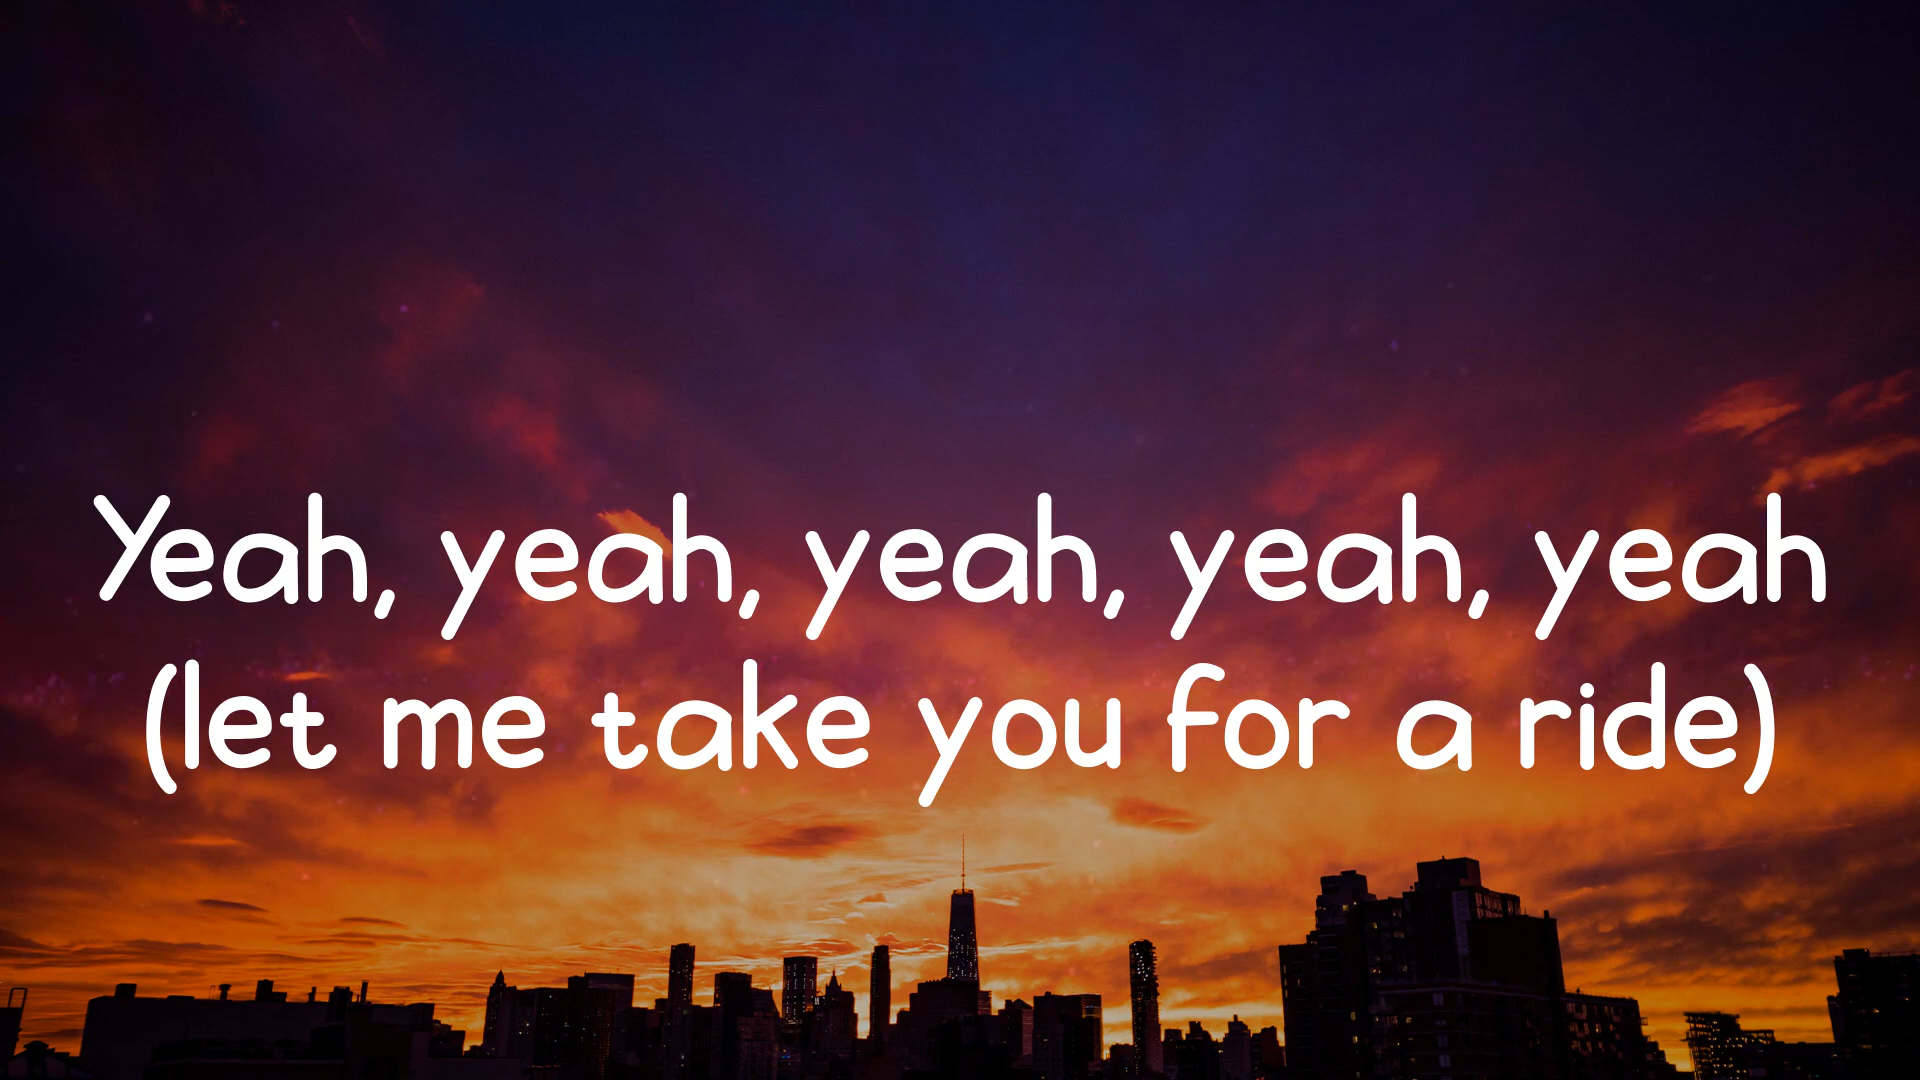 Yeah, yeah, yeah, yeah, yeah
(let me take you for a ride)